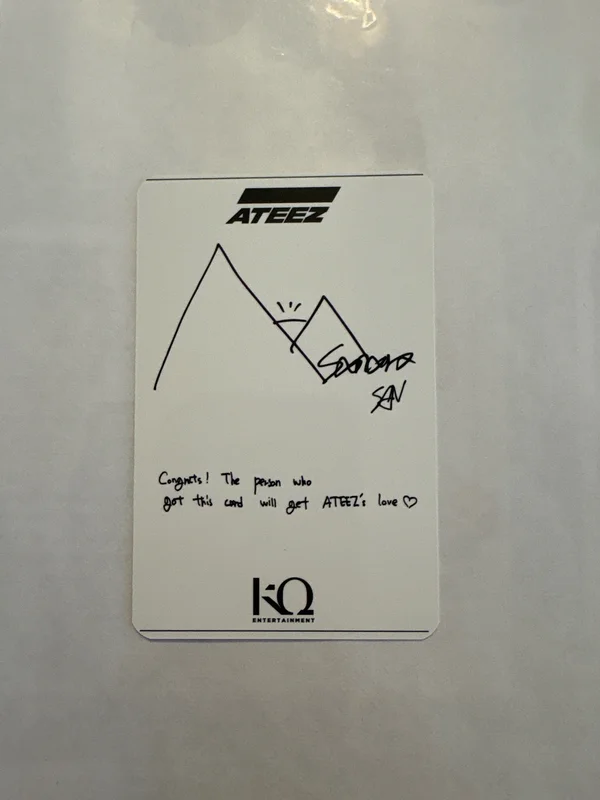 ATEEZ
SAN
Congrats! The person who
got this card will get ATEEZ's love ♡
KQ
ENTERTAINMENT